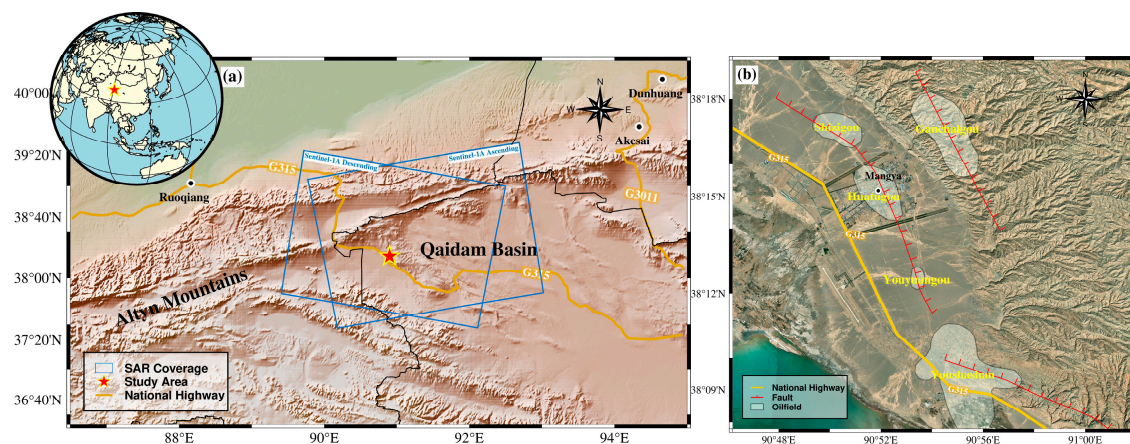 (a)
N
W
E
S
Dunhuang
Akesai
Sentinel-1A Descending
Sentinel-1A Ascending
G315
Ruoqiang
G3011
Qaidam Basin
G315
Altyn Mountains
SAR Coverage
Study Area
National Highway
40°00'N
39°20'N
38°40'N
38°00'N
37°20'N
36°40'N
88°E
90°E
92°E
94°E
(b)
Shizigou
Ganchaigou
G315
Mangya
Huatugou
G315
Youyuangou
Youshashan
G315
National Highway
Fault
Oilfield
38°18'N
38°15'N
38°12'N
38°09'N
90°48'E
90°52'E
90°56'E
91°00'E